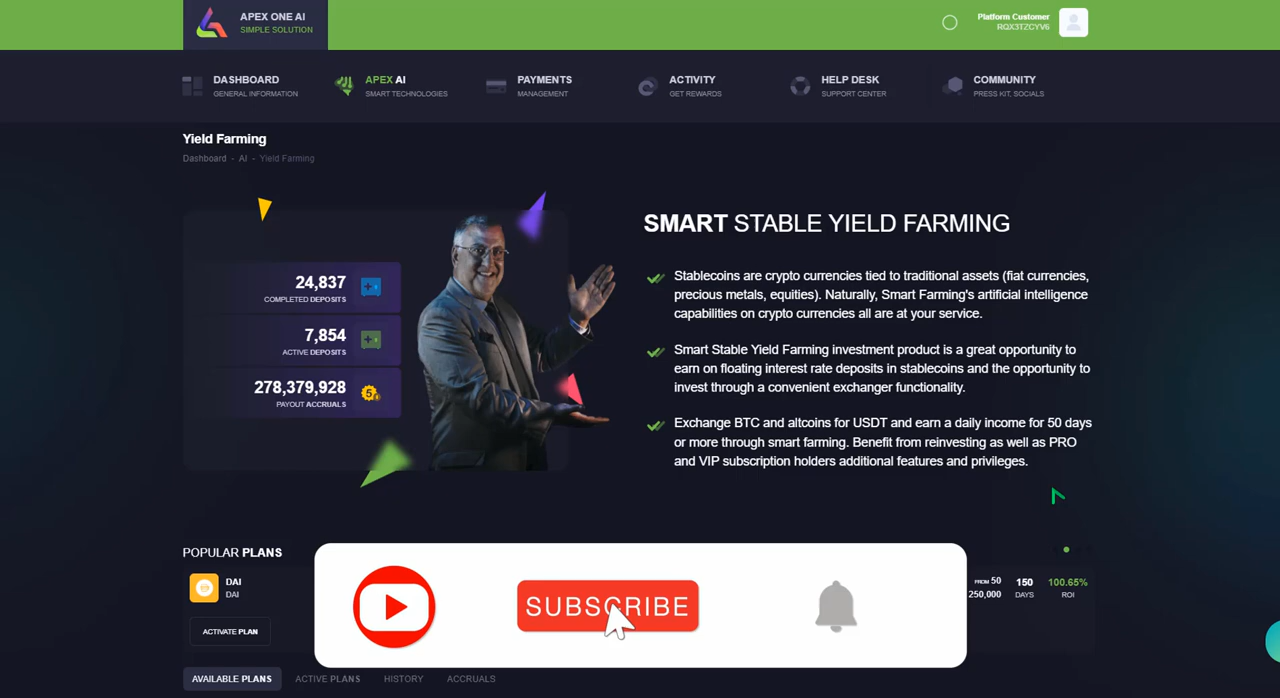 APEX ONE AI
SIMPLE SOLUTION
Platform Customer
RQX3TZCYV6
DASHBOARD
GENERAL INFORMATION
APEX AI
SMART TECHNOLOGIES
PAYMENTS
MANAGEMENT
ACTIVITY
GET REWARDS
HELP DESK
SUPPORT CENTER
COMMUNITY
PRESS KIT, SOCIALS
Yield Farming
Dashboard - AI - Yield Farming
24,837
COMPLETED DEPOSITS
7,854
ACTIVE DEPOSITS
278,379,928
PAYOUT ACCRUALS
SMART STABLE YIELD FARMING
Stablecoins are crypto currencies tied to traditional assets (fiat currencies,
precious metals, equities). Naturally, Smart Farming's artificial intelligence
capabilities on crypto currencies all are at your service.
Smart Stable Yield Farming investment product is a great opportunity to
earn on floating interest rate deposits in stablecoins and the opportunity to
invest through a convenient exchanger functionality.
Exchange BTC and altcoins for USDT and earn a daily income for 50 days
or more through smart farming. Benefit from reinvesting as well as PRO
and VIP subscription holders additional features and privileges.
POPULAR PLANS
DAI
DAI
ACTIVATE PLAN
SUBSCRIBE
FROM 50
250,000
150
DAYS
100.65%
ROI
AVAILABLE PLANS
ACTIVE PLANS
HISTORY
ACCRUALS